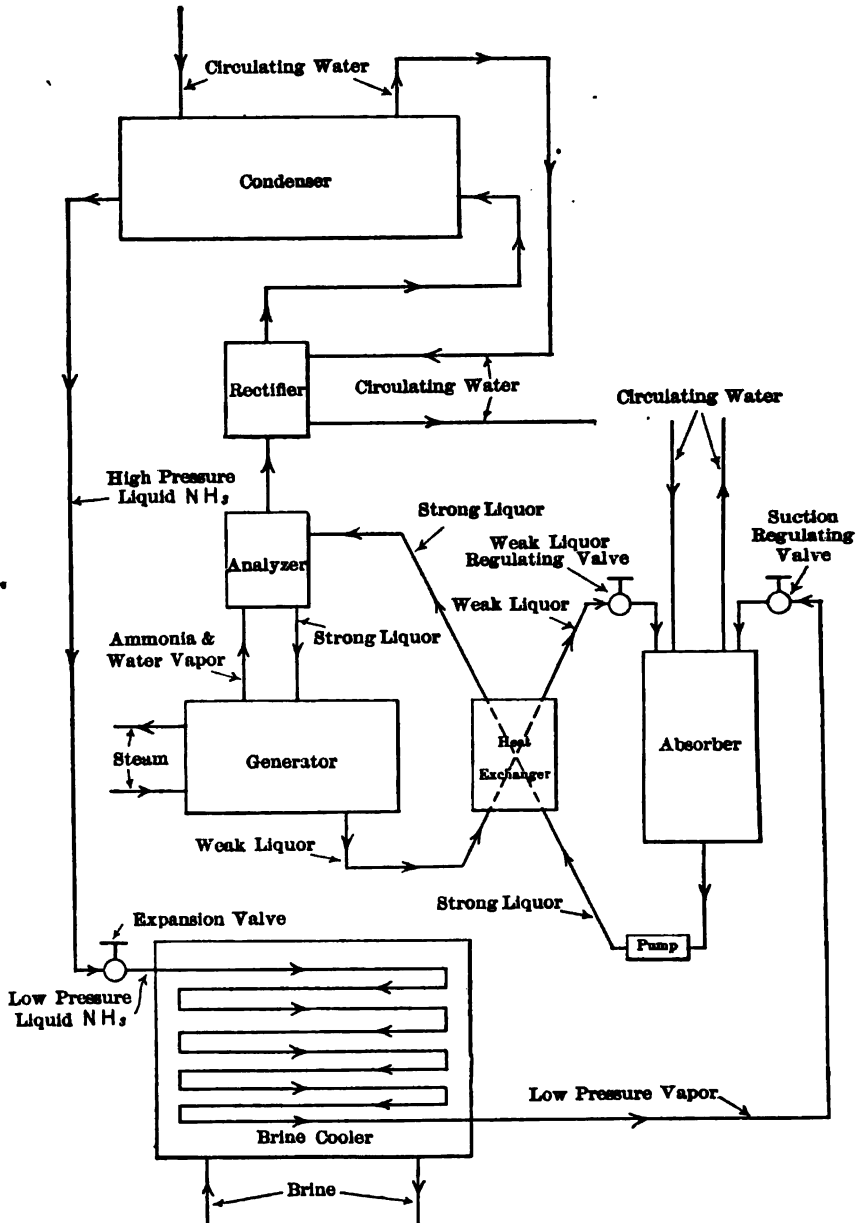 Circulating Water
Condenser
Rectifier
Circulating Water
Circulating Water
High Pressure
Liquid NH₃
Strong Liquor
Suction
Regulating
Valve
Weak Liquor
Regulating Valve
Analyzer
Weak Liquor
Strong Liquor
Ammonia &
Water Vapor
Steam
Generator
Heat
Exchanger
Absorber
Weak Liquor
Strong Liquor
Expansion Valve
Pump
Low Pressure
Liquid NH₃
Low Pressure Vapor
Brine Cooler
Brine